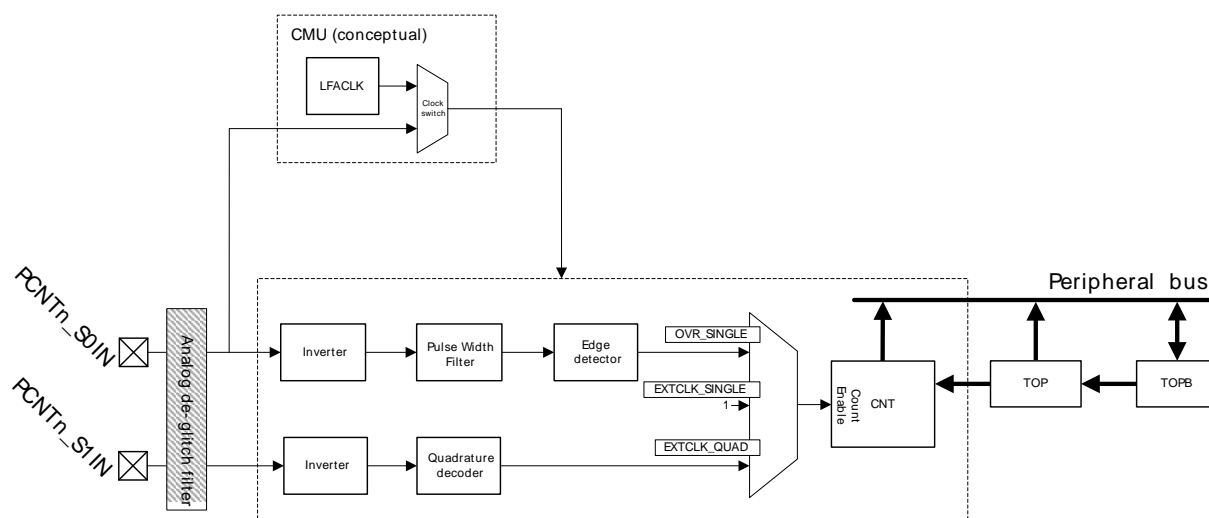 CMU (conceptual)
LFACLK
Clock
switch
PCNTn_S0IN
PCNTn_S1IN
Analog de-glitch filter
Inverter
Pulse Width
Filter
Edge
detector
OVR_SINGLE
EXTCLK_SINGLE
1
EXTCLK_QUAD
Inverter
Quadrature
decoder
Count
Enable
CNT
Peripheral bus
TOP
TOPB